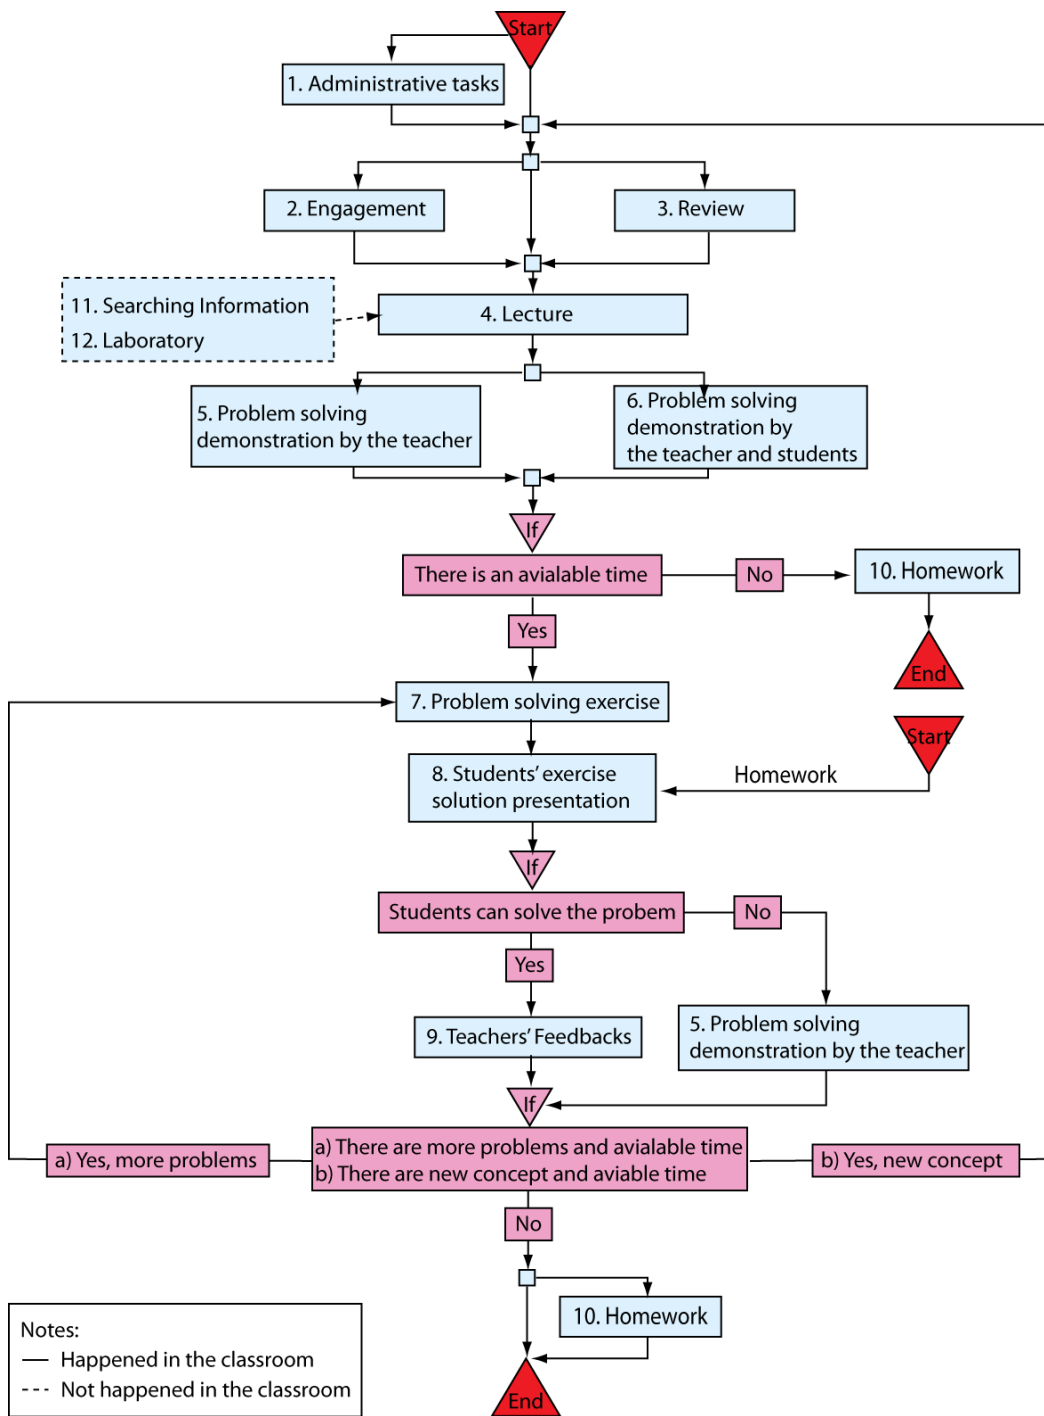 Start
1. Administrative tasks
2. Engagement
3. Review
11. Searching Information
12. Laboratory
4. Lecture
5. Problem solving
demonstration by the teacher
6. Problem solving
demonstration by
the teacher and students
If
There is an avialable time
No
10. Homework
Yes
End
7. Problem solving exercise
Start
8. Students' exercise
solution presentation
Homework
If
Students can solve the probem
No
Yes
9. Teachers' Feedbacks
5. Problem solving
demonstration by the teacher
If
a) Yes, more problems
a) There are more problems and avialable time
b) There are new concept and aviable time
b) Yes, new concept
No
10. Homework
End
Notes:
Happened in the classroom
Not happened in the classroom